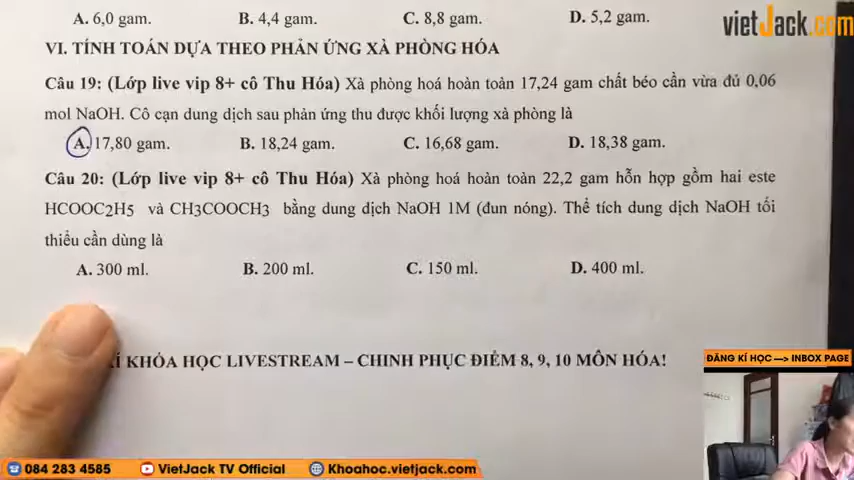 A. 6,0 gam. B. 4,4 gam. C. 8,8 gam. D. 5,2 gam.
vietJack.com
VI. TÍNH TOÁN DỰA THEO PHẢN ỨNG XÀ PHÒNG HÓA
Câu 19: (Lớp live vip 8+ cô Thu Hóa) Xà phòng hoá hoàn toàn 17,24 gam chất béo cần vừa đủ 0,06
mol NaOH. Cô cạn dung dịch sau phản ứng thu được khối lượng xà phòng là
A. 17,80 gam. B. 18,24 gam. C. 16,68 gam. D. 18,38 gam.
Câu 20: (Lớp live vip 8+ cô Thu Hóa) Xà phòng hoá hoàn toàn 22,2 gam hỗn hợp gồm hai este
HCOOC2H5 và CH3COOCH3 bằng dung dịch NaOH 1M (đun nóng). Thể tích dung dịch NaOH tối
thiểu cần dùng là
A. 300 ml. B. 200 ml. C. 150 ml. D. 400 ml.
KHÓA HỌC LIVESTREAM – CHINH PHỤC ĐIỂM 8, 9, 10 MÔN HÓA!
ĐĂNG KÍ HỌC —> INBOX PAGE
084 283 4585 VietJack TV Official Khoahoc.vietjack.com